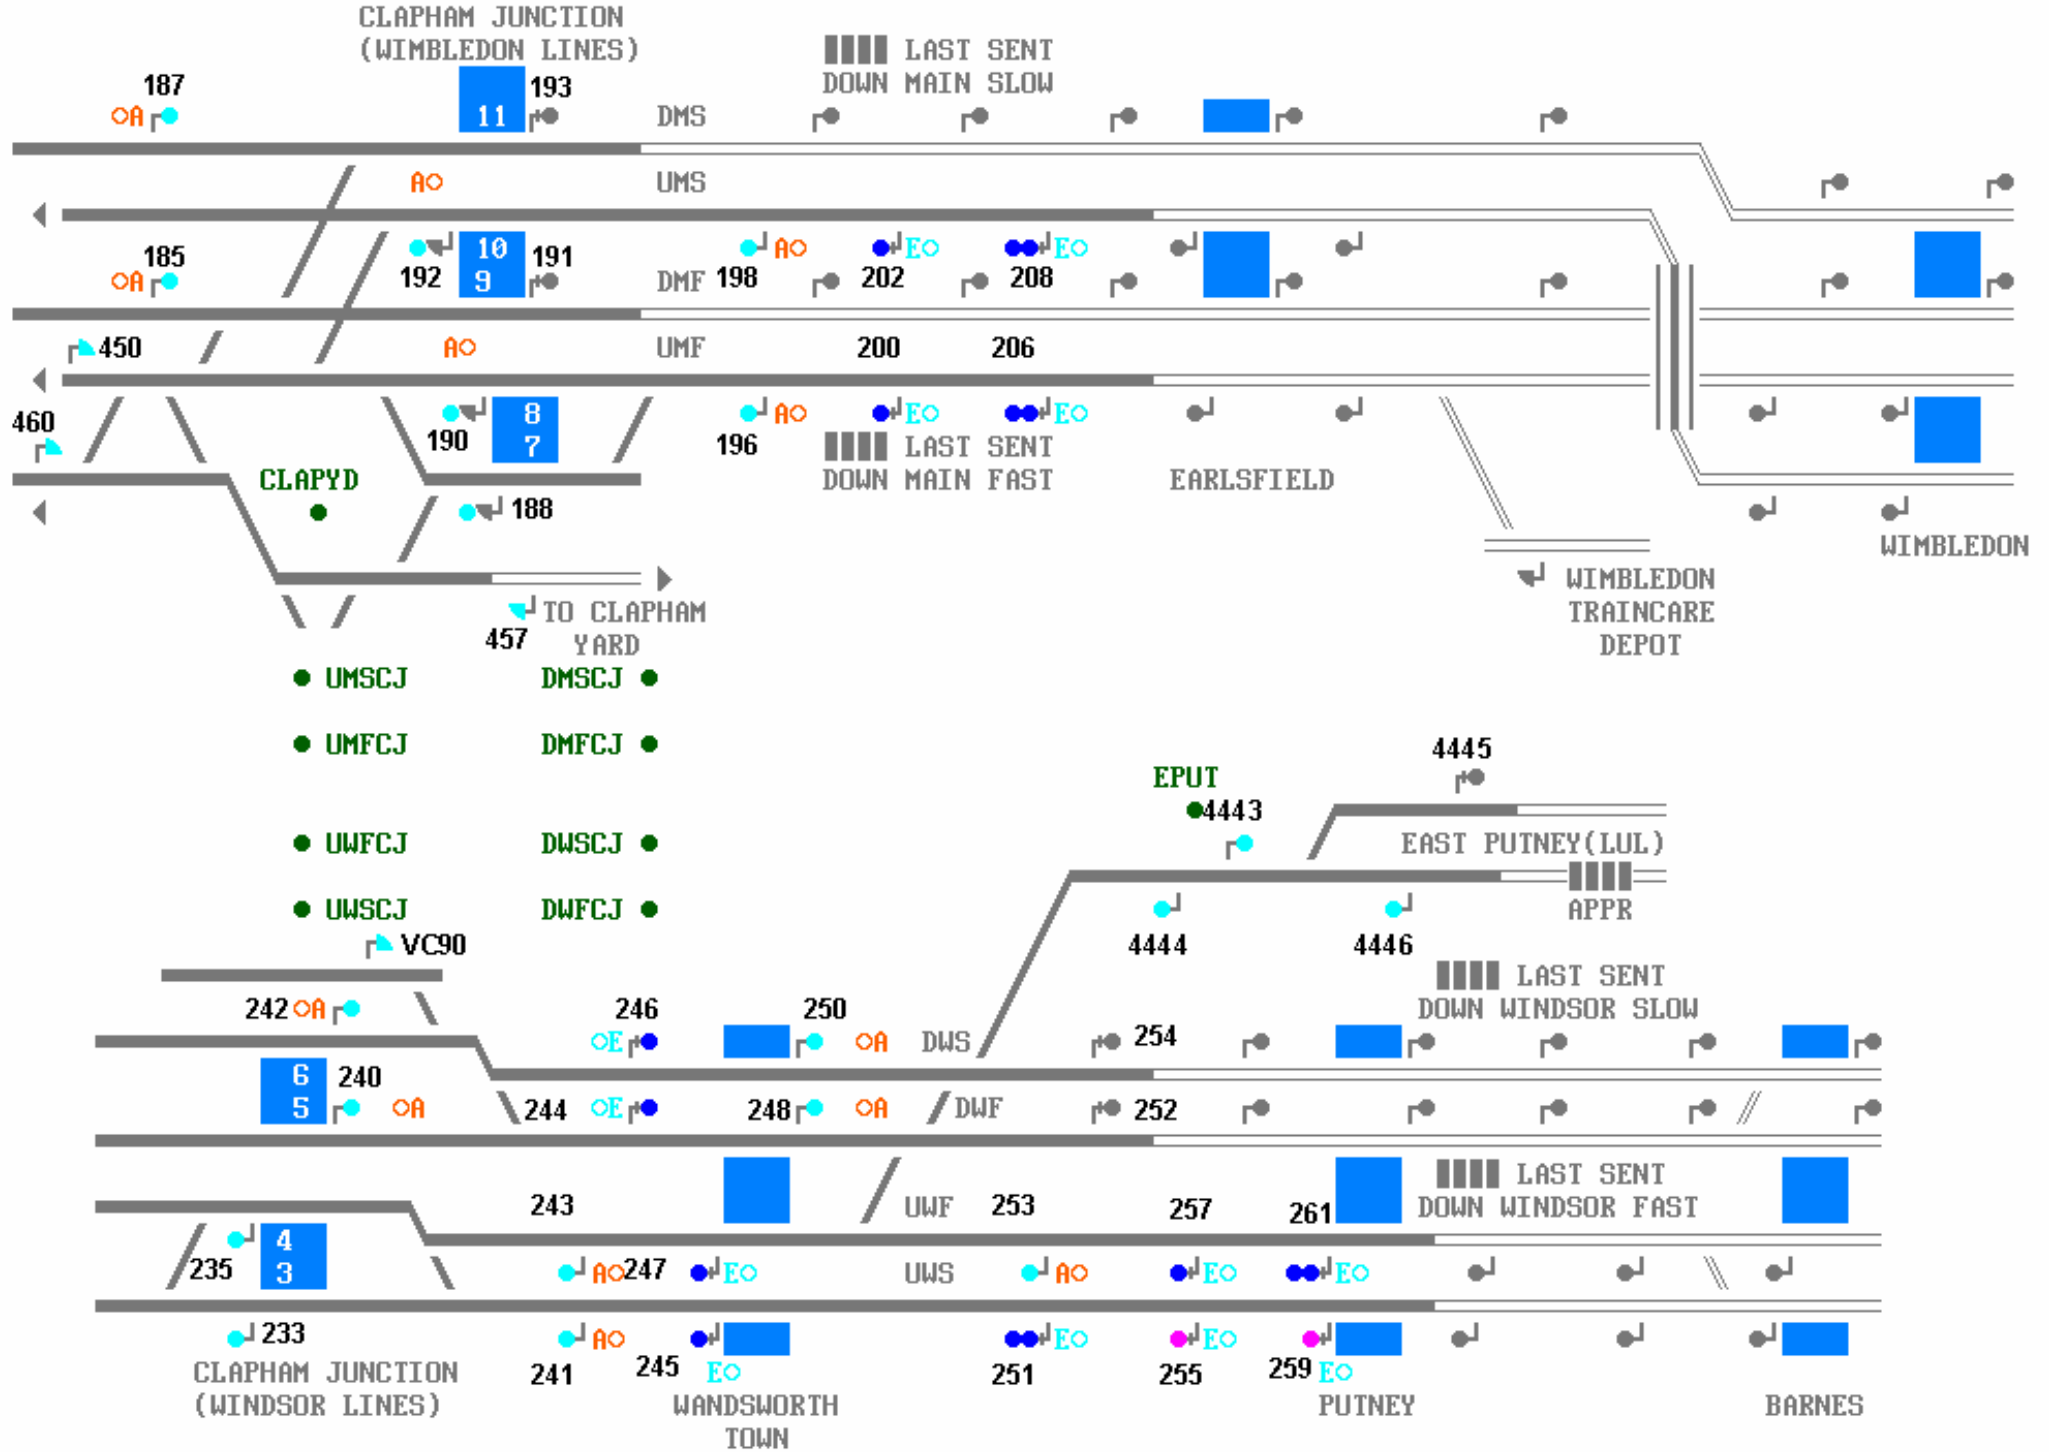 CLAPHAM JUNCTION
(WIMBLEDON LINES)
LAST SENT
DOWN MAIN SLOW
187
193
A
11
DMS
A
UMS
185
10
9
191
A
192
DMF
198
A
202
E
208
E
450
A
UMF
200
206
460
8
7
190
196
A
E
E
LAST SENT
DOWN MAIN FAST
CLAPYD
EARLSFIELD
188
WIMBLEDON
457
TO CLAPHAM
YARD
WIMBLEDON
TRAINCARE
DEPOT
UMSCJ
DMSCJ
UMFCJ
DMFCJ
4445
EPUT
4443
UWFCJ
DWSCJ
EAST PUTNEY(LUL)
UWSCJ
DWFCJ
APPR
VC90
4444
4446
LAST SENT
DOWN WINDSOR SLOW
242
A
246
E
250
A
DWS
254
6
5
240
A
244
E
248
A
DWF
252
LAST SENT
DOWN WINDSOR FAST
243
UWF
253
257
261
4
3
235
A
247
E
UWS
A
E
E
233
A
E
E
CLAPHAM JUNCTION
(WINDSOR LINES)
241
245
E
251
255
259
E
WANDSWORTH
TOWN
PUTNEY
BARNES